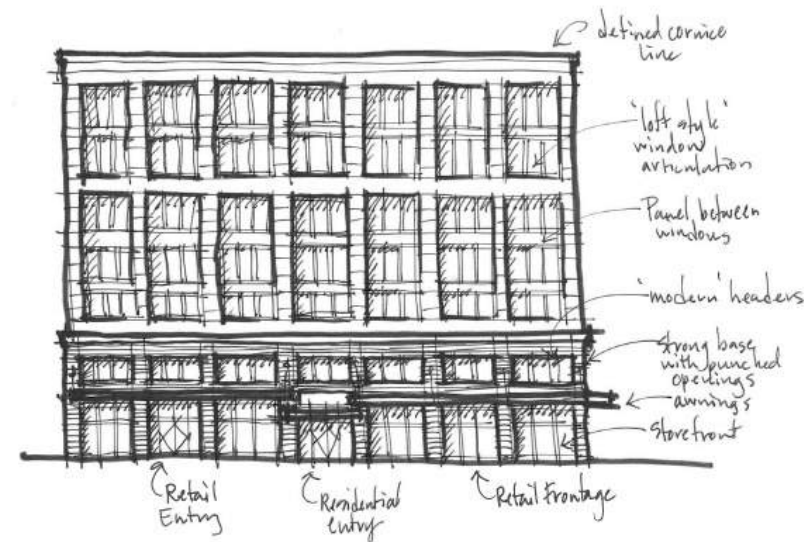 defined cornice
line
'loft style'
window
articulation
Panel between
windows
'modern' headers
strong base
with punched
openings
awnings
storefront
Retail
Entry
Residential
entry
Retail Frontage